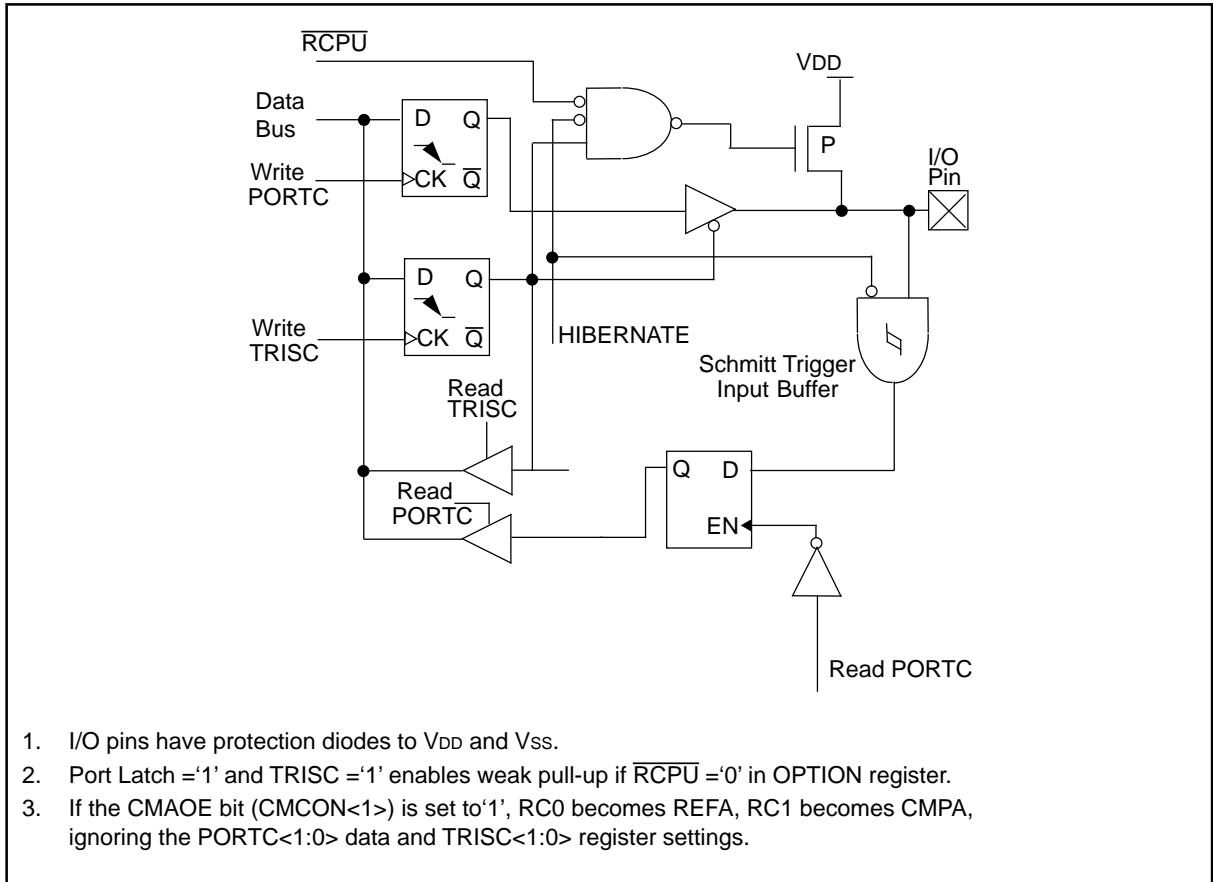 R̅C̅P̅U̅
VDD
Data
Bus
D Q
P
I/O
Pin
Write
PORTC
CK Q̅
D Q
Write
TRISC
CK Q̅
HIBERNATE
Schmitt Trigger
Input Buffer
Read
TRISC
Q D
Read
PORTC
EN
Read PORTC
1. I/O pins have protection diodes to VDD and VSS.
2. Port Latch =‘1’ and TRISC =‘1’ enables weak pull-up if R̅C̅P̅U̅ =‘0’ in OPTION register.
3. If the CMAOE bit (CMCON<1>) is set to‘1’, RC0 becomes REFA, RC1 becomes CMPA,
ignoring the PORTC<1:0> data and TRISC<1:0> register settings.